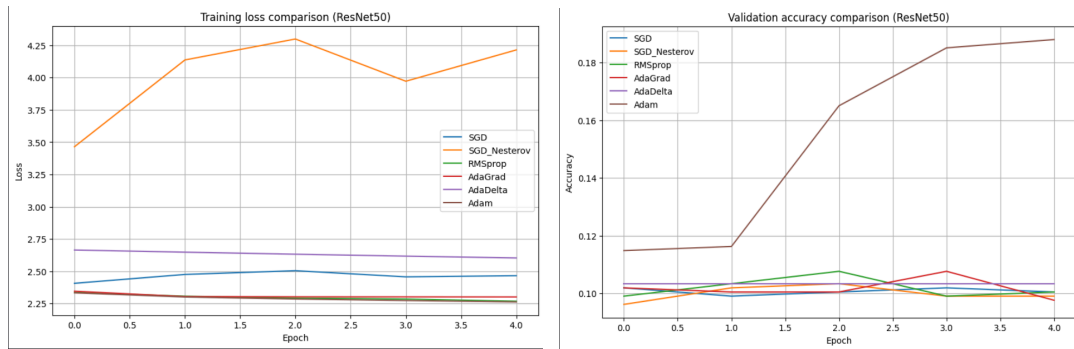 Training loss comparison (ResNet50)
4.25
4.00
3.75
3.50
3.25
3.00
2.75
2.50
2.25
Loss
0.0
0.5
1.0
1.5
2.0
2.5
3.0
3.5
4.0
Epoch
SGD
SGD_Nesterov
RMSprop
AdaGrad
AdaDelta
Adam
Validation accuracy comparison (ResNet50)
SGD
SGD_Nesterov
RMSprop
AdaGrad
AdaDelta
Adam
0.18
0.16
0.14
0.12
0.10
Accuracy
0.0
0.5
1.0
1.5
2.0
2.5
3.0
3.5
4.0
Epoch